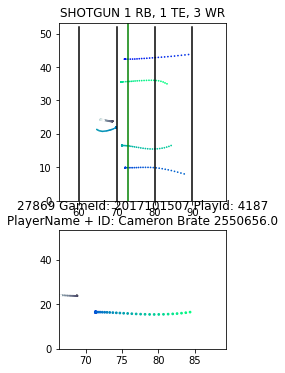 SHOTGUN 1 RB, 1 TE, 3 WR
50
40
30
20
10
0
60 70 80 90
27869 GameId: 2017101507 PlayId: 4187
PlayerName + ID: Cameron Brate 2550656.0
40
20
0
70 75 80 85